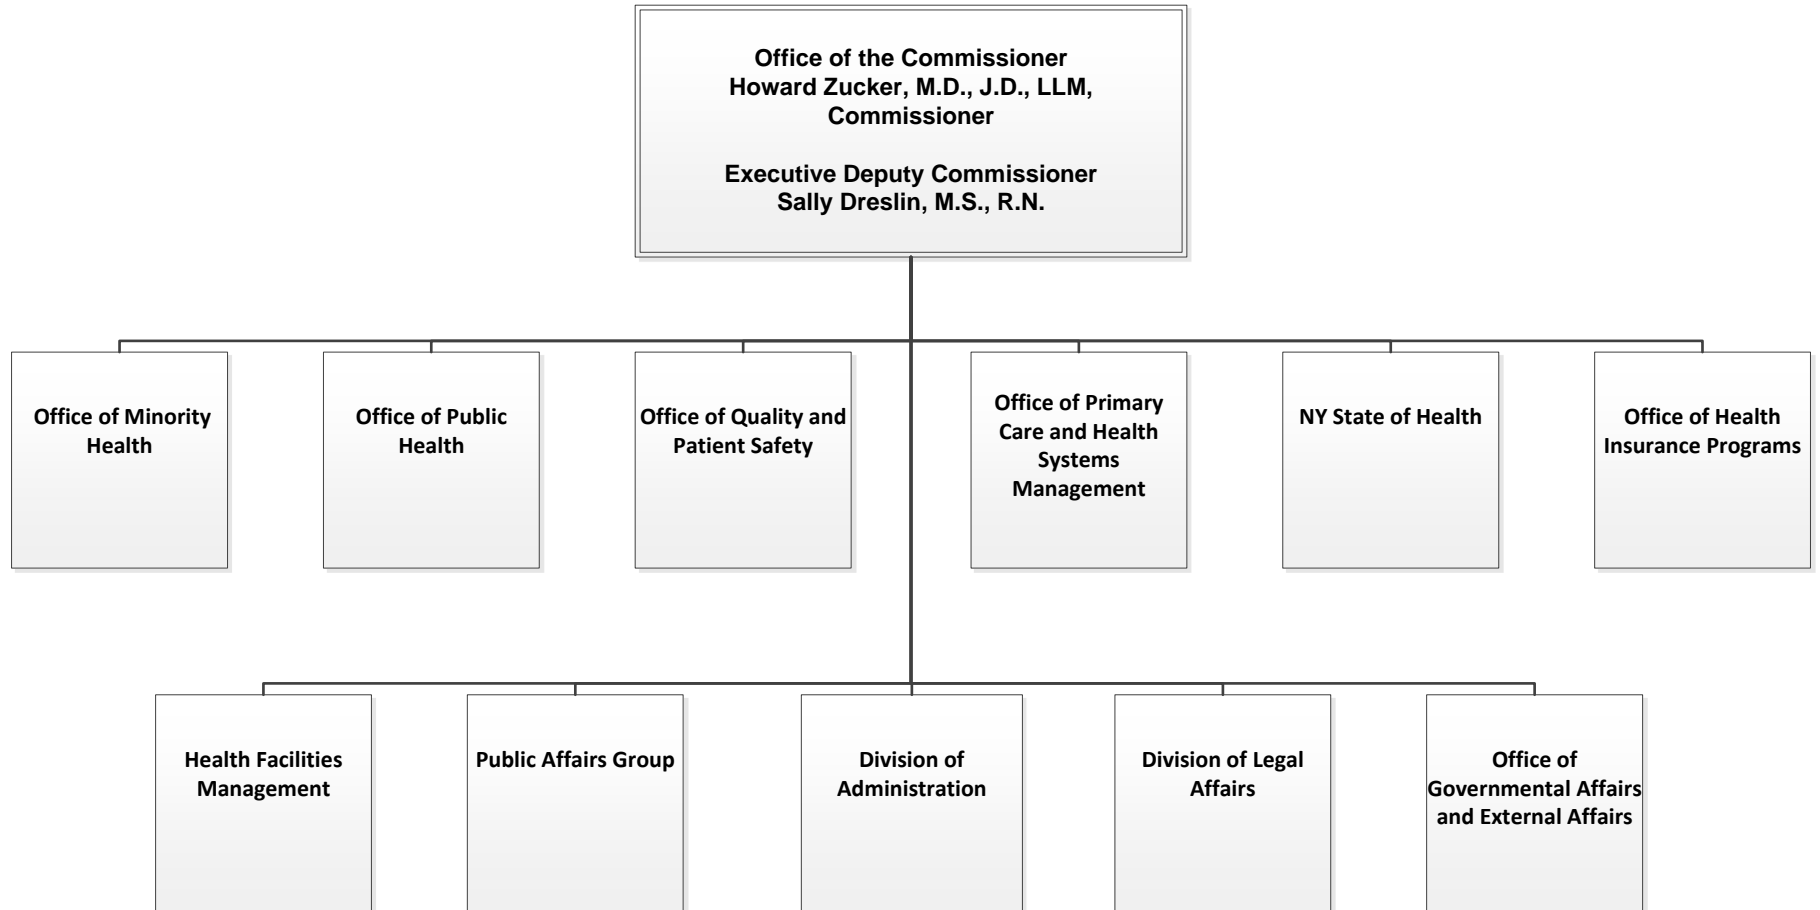 Office of the Commissioner
Howard Zucker, M.D., J.D., LLM,
Commissioner
Executive Deputy Commissioner
Sally Dreslin, M.S., R.N.
Office of Minority
Health
Office of Public
Health
Office of Quality and
Patient Safety
Office of Primary
Care and Health
Systems
Management
NY State of Health
Office of Health
Insurance Programs
Health Facilities
Management
Public Affairs Group
Division of
Administration
Division of Legal
Affairs
Office of
Governmental Affairs
and External Affairs